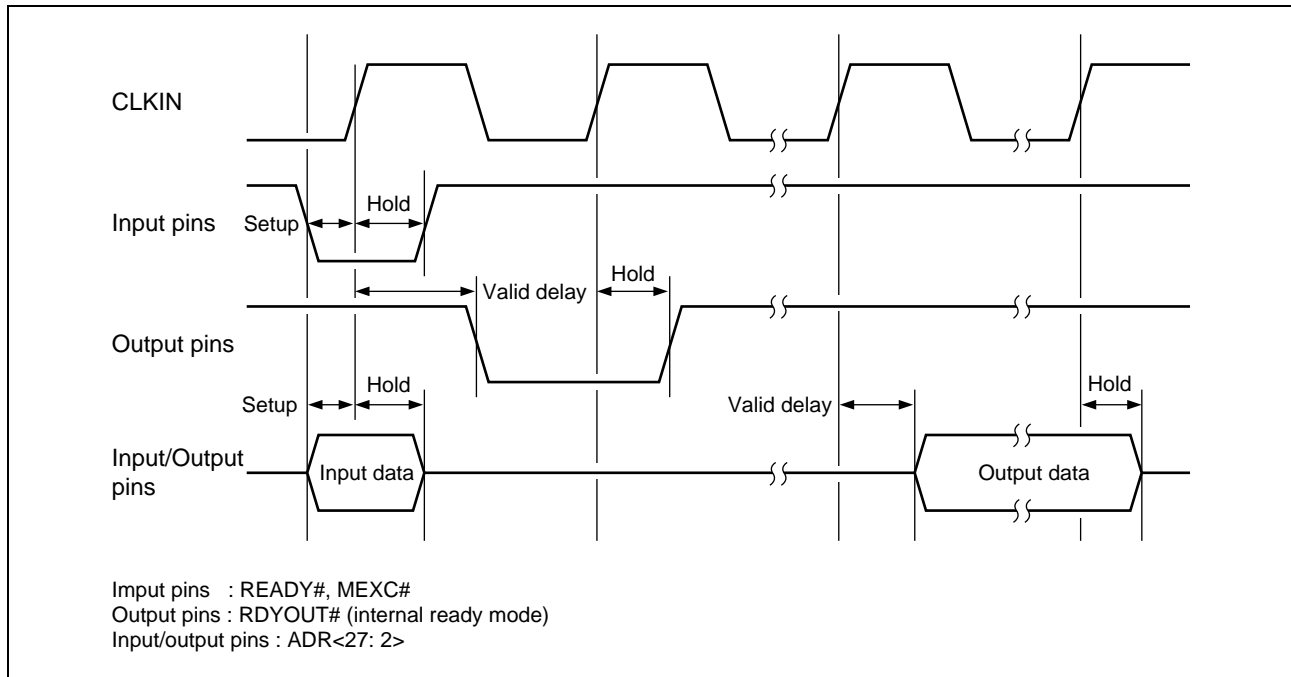 CLKIN
Input pins
Setup
Hold
Valid delay
Hold
Output pins
Setup
Hold
Valid delay
Hold
Input/Output
pins
Input data
Output data
Imput pins : READY#, MEXC#
Output pins : RDYOUT# (internal ready mode)
Input/output pins : ADR<27: 2>